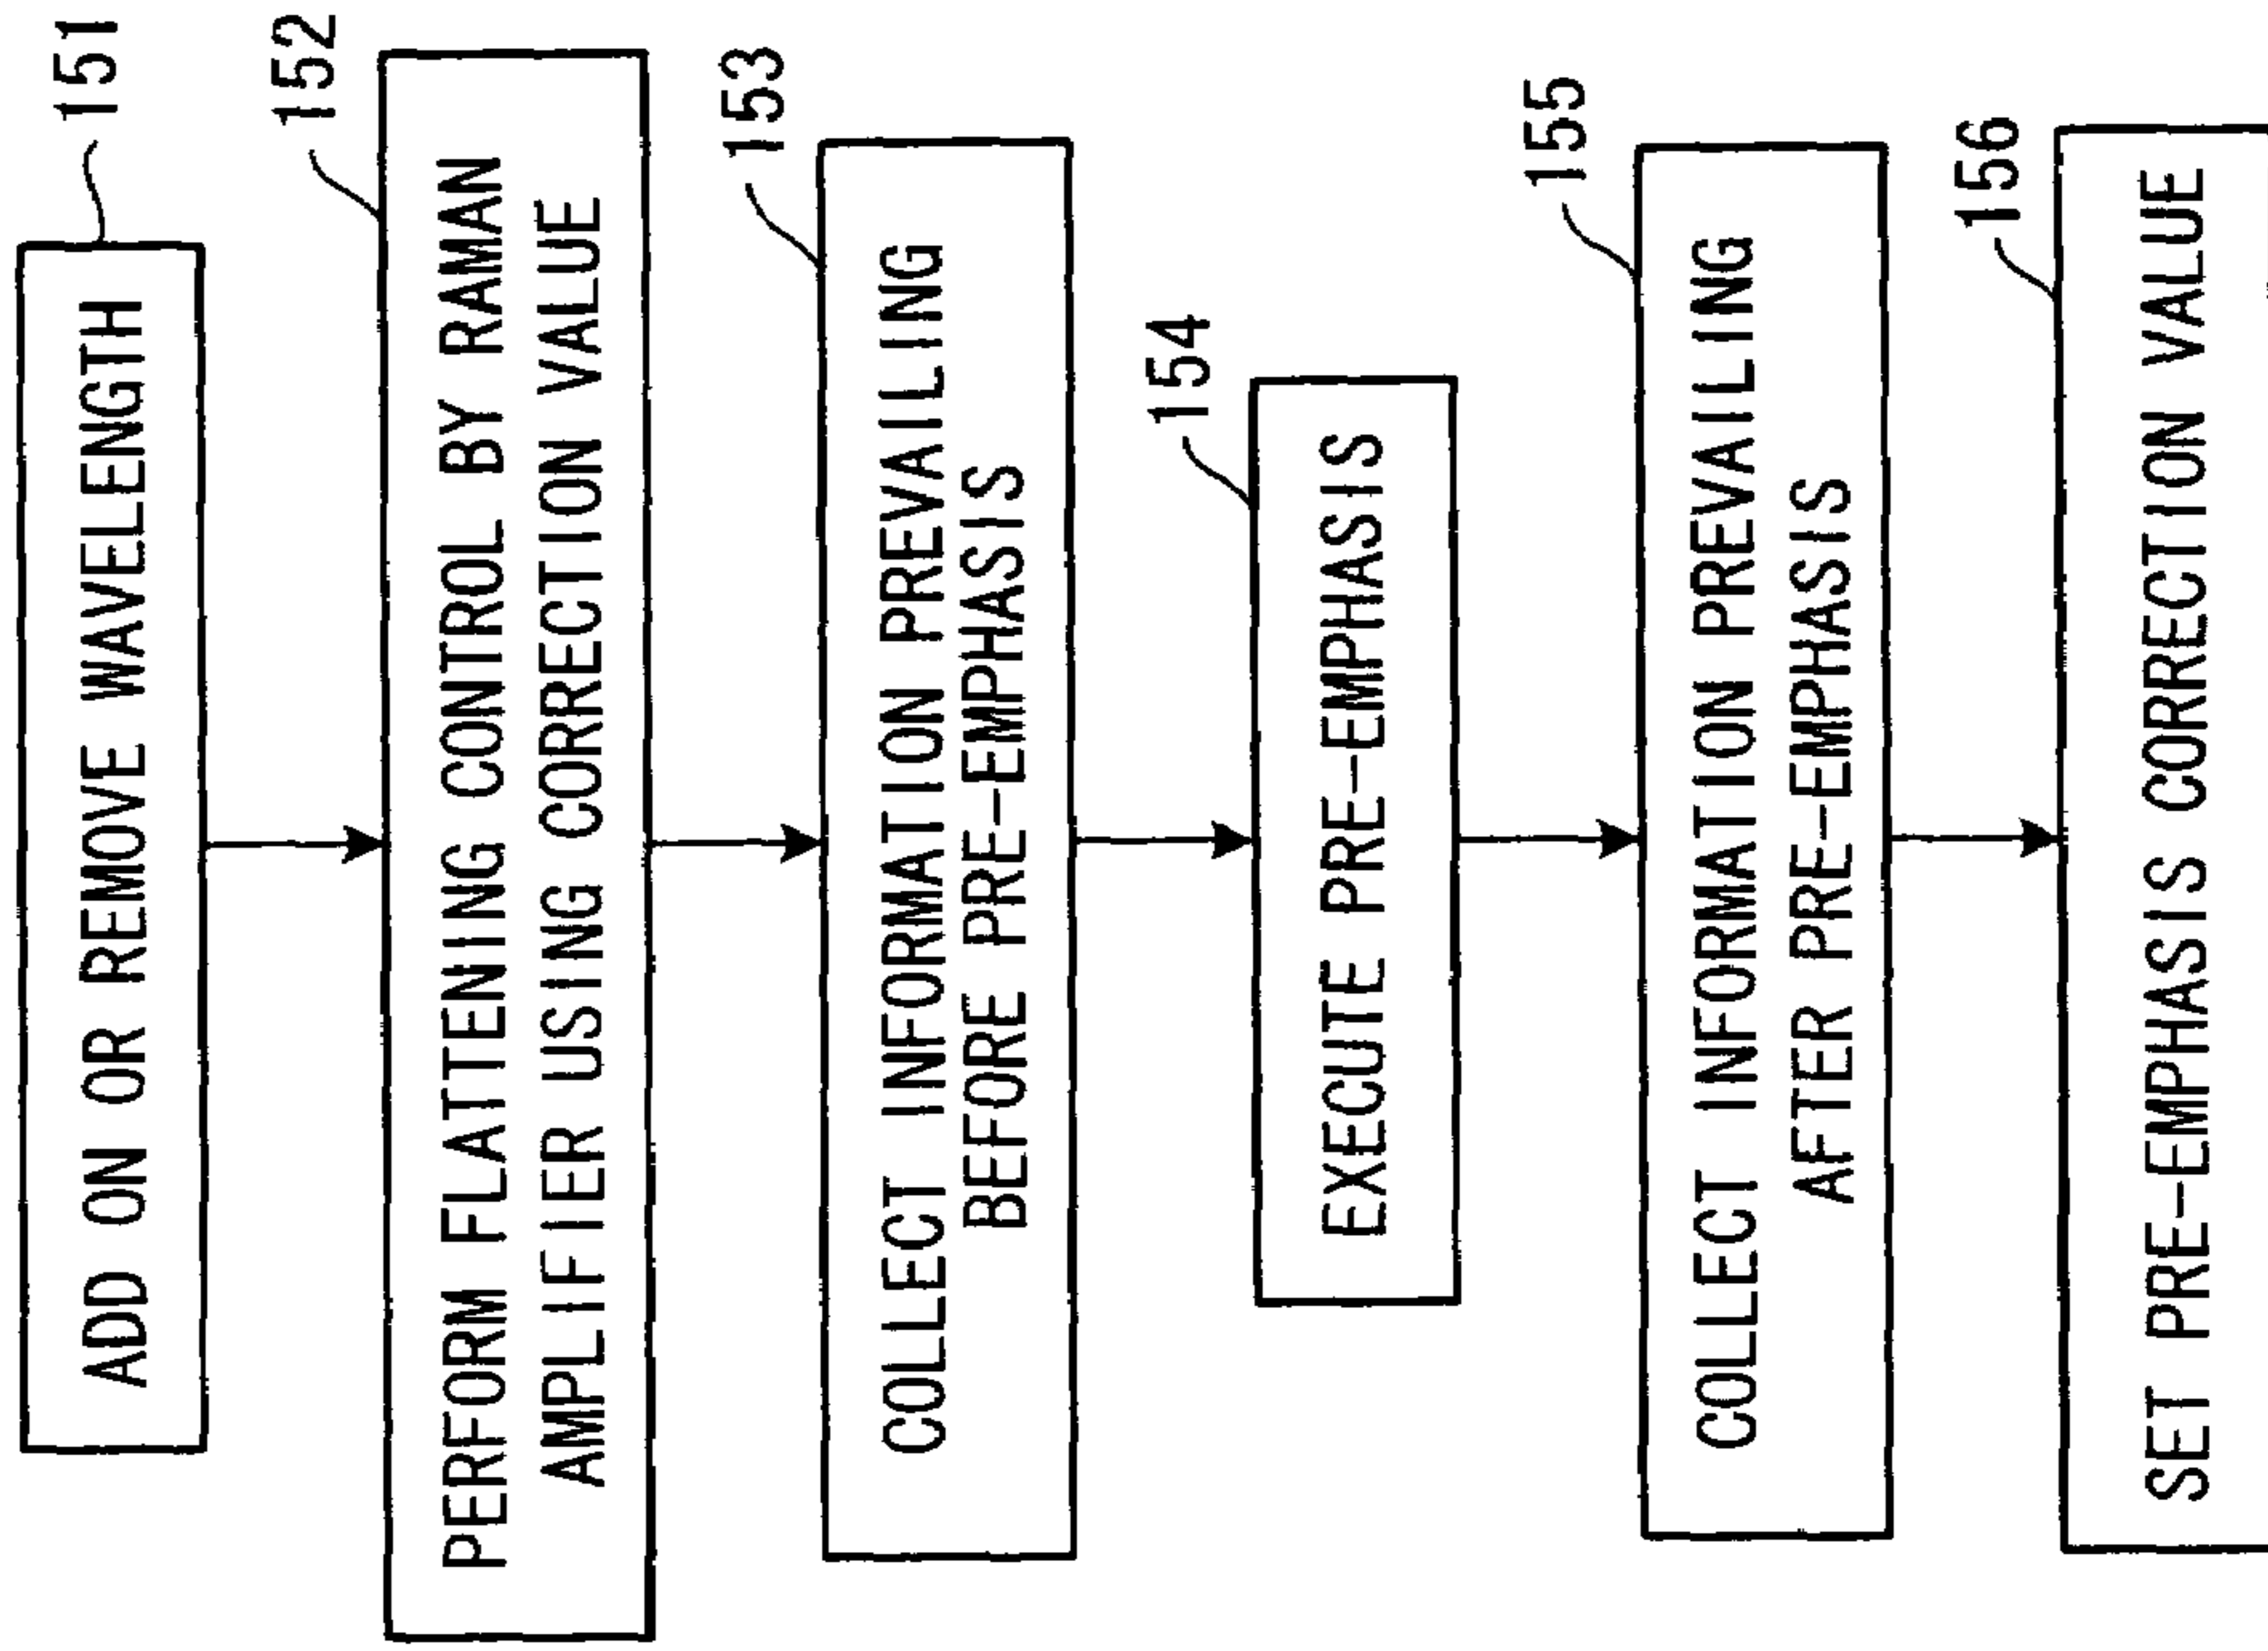 151
ADD ON OR REMOVE WAVELENGTH
152
PERFORM FLATTENING CONTROL BY RAMAN
AMPLIFIER USING CORRECTION VALUE
153
COLLECT INFORMATION PREVAILING
BEFORE PRE-EMPHASIS
154
EXECUTE PRE-EMPHASIS
155
COLLECT INFORMATION PREVAILING
AFTER PRE-EMPHASIS
156
SET PRE-EMPHASIS CORRECTION VALUE